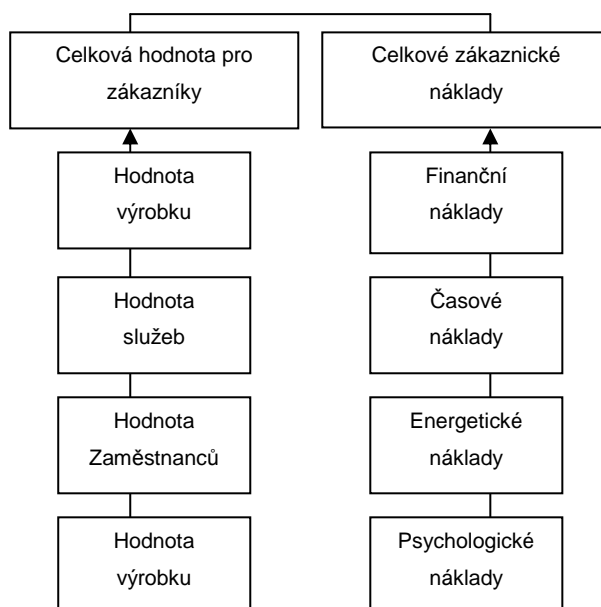 Celková hodnota pro
zákazníky
Celkové zákaznické
náklady
Hodnota
výrobku
Finanční
náklady
Hodnota
služeb
Časové
náklady
Hodnota
Zaměstnanců
Energetické
náklady
Hodnota
výrobku
Psychologické
náklady